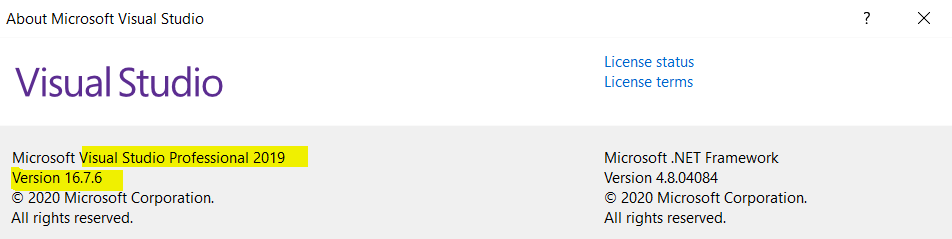 About Microsoft Visual Studio
?
Visual Studio
License status
License terms
Microsoft Visual Studio Professional 2019
Version 16.7.6
© 2020 Microsoft Corporation.
All rights reserved.
Microsoft .NET Framework
Version 4.8.04084
© 2020 Microsoft Corporation.
All rights reserved.